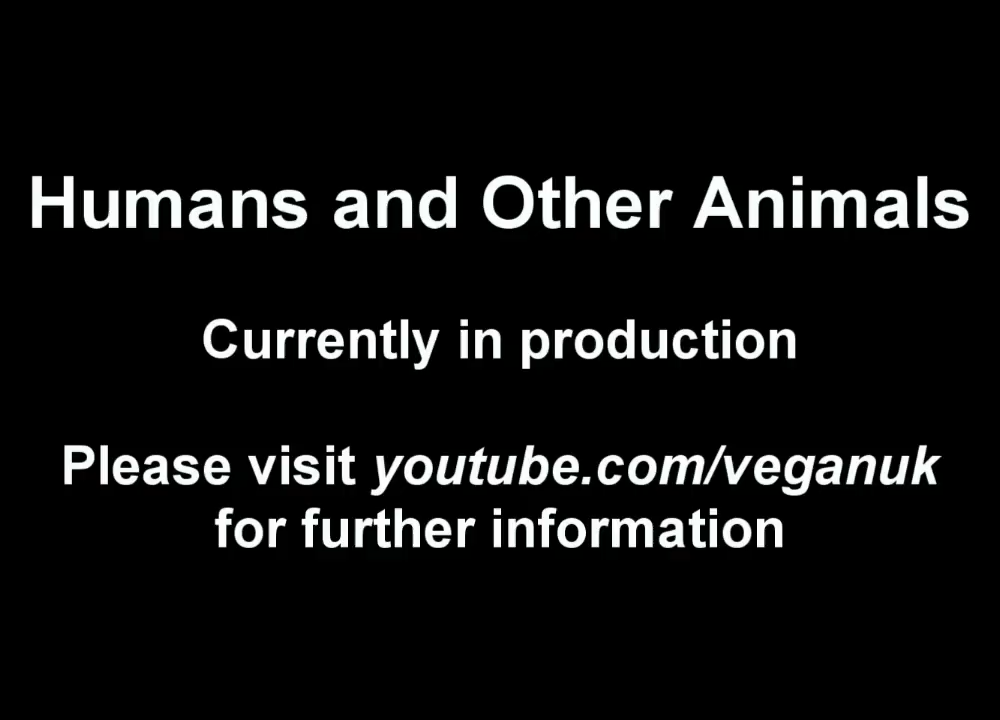 Humans and Other Animals
Currently in production
Please visit youtube.com/veganuk
for further information